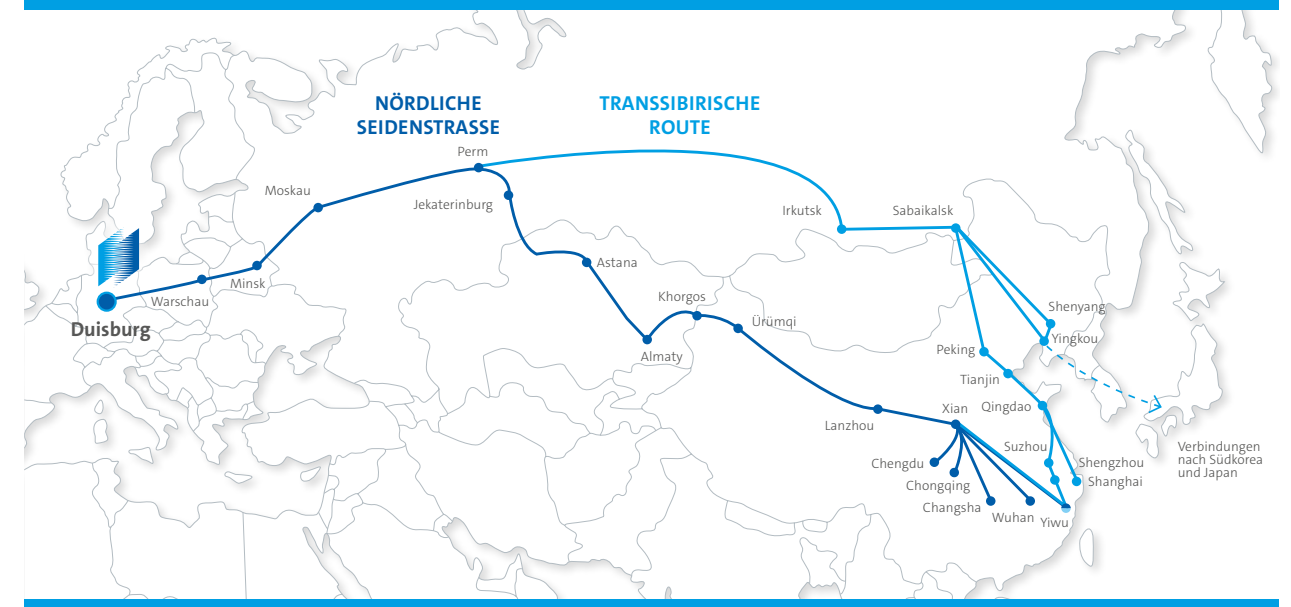 NÖRDLICHE
SEIDENSTRASSE
TRANSSIBIRISCHE
ROUTE
Perm
Moskau
Jekaterinburg
Irkutsk
Sabaikalsk
Astana
Minsk
Warschau
Duisburg
Khorgos
Ürümqi
Almaty
Shenyang
Yingkou
Peking
Tianjin
Qingdao
Xian
Lanzhou
Suzhou
Chengdu
Shengzhou
Shanghai
Chongqing
Changsha
Wuhan
Yiwu
Verbindungen
nach Südkorea
und Japan